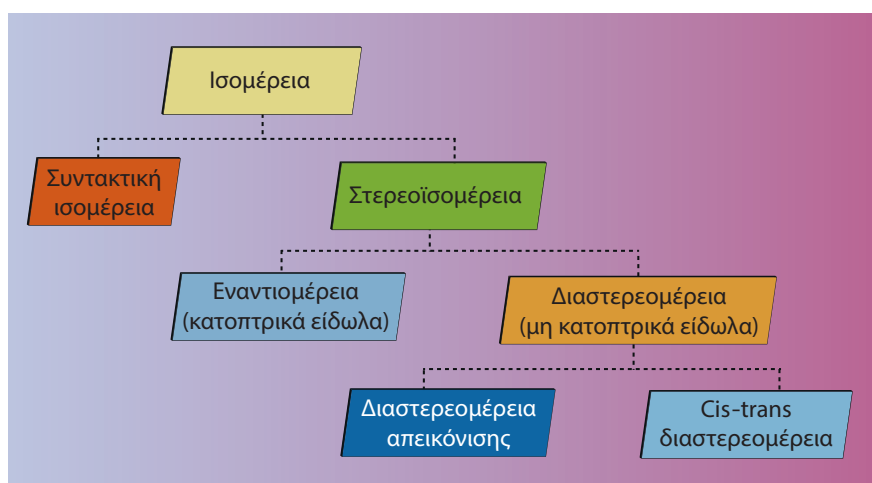 Ισομέρεια
Συντακτική
ισομέρεια
Στερεοϊσομέρεια
Εναντιομέρεια
(κατοπτρικά είδωλα)
Διαστερεομέρεια
(μη κατοπτρικά είδωλα)
Διαστερεομέρεια
απεικόνισης
Cis-trans
διαστερεομέρεια